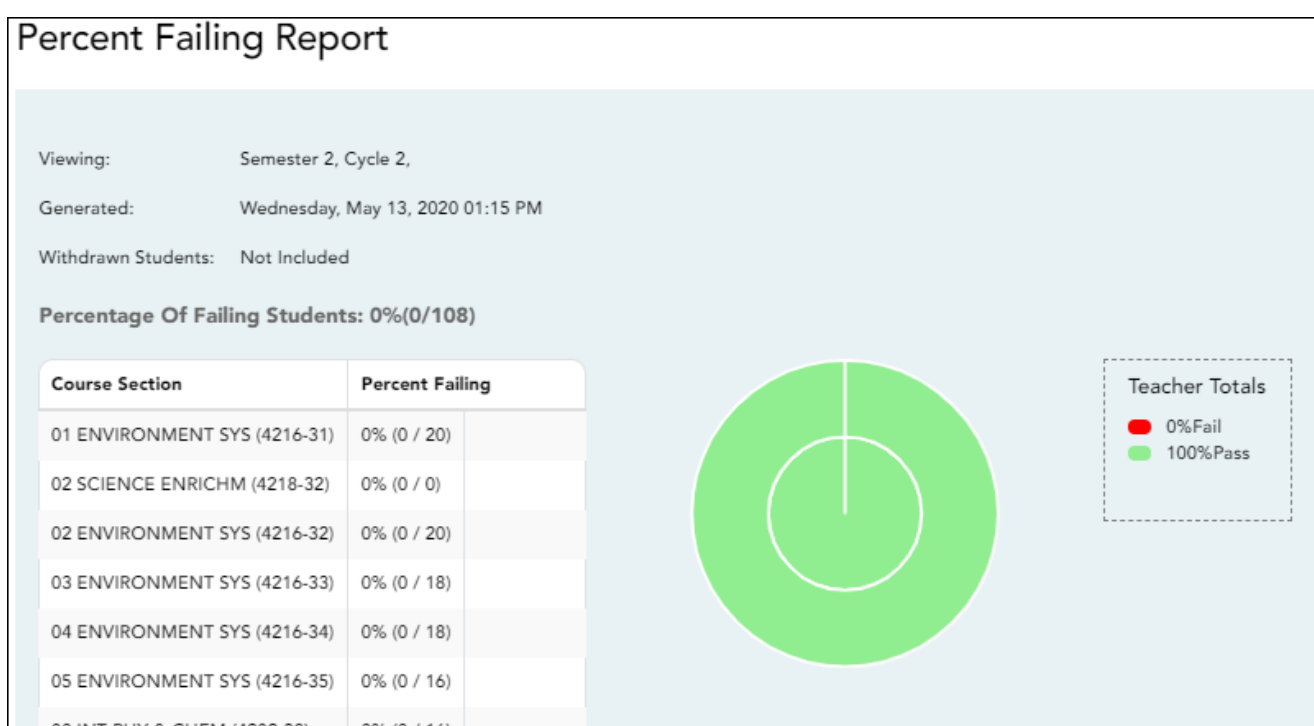 Percent Failing Report
Viewing: Semester 2, Cycle 2,
Generated: Wednesday, May 13, 2020 01:15 PM
Withdrawn Students: Not Included
Percentage Of Failing Students: 0%(0/108)
Course Section Percent Failing
01 ENVIRONMENT SYS (4216-31) 0% (0 / 20)
02 SCIENCE ENRICHM (4218-32) 0% (0 / 0)
02 ENVIRONMENT SYS (4216-32) 0% (0 / 20)
03 ENVIRONMENT SYS (4216-33) 0% (0 / 18)
04 ENVIRONMENT SYS (4216-34) 0% (0 / 18)
05 ENVIRONMENT SYS (4216-35) 0% (0 / 16)
Teacher Totals
0%Fail
100%Pass